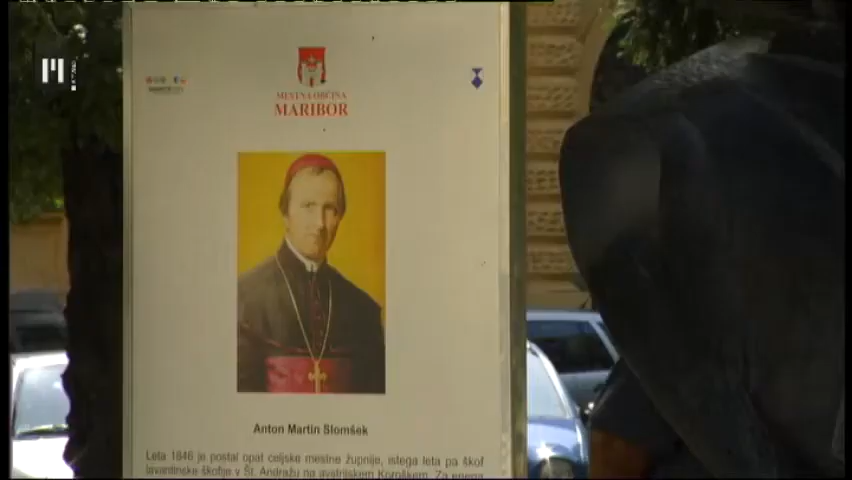 MESTNA OBČINA
MARIBOR
Anton Martin Slomšek
Leta 1846 je postal opat celjske mestne župnije, istega leta pa škof
lavantinske škofije v Št. Andražu na avstrijskem Koroškem. Za